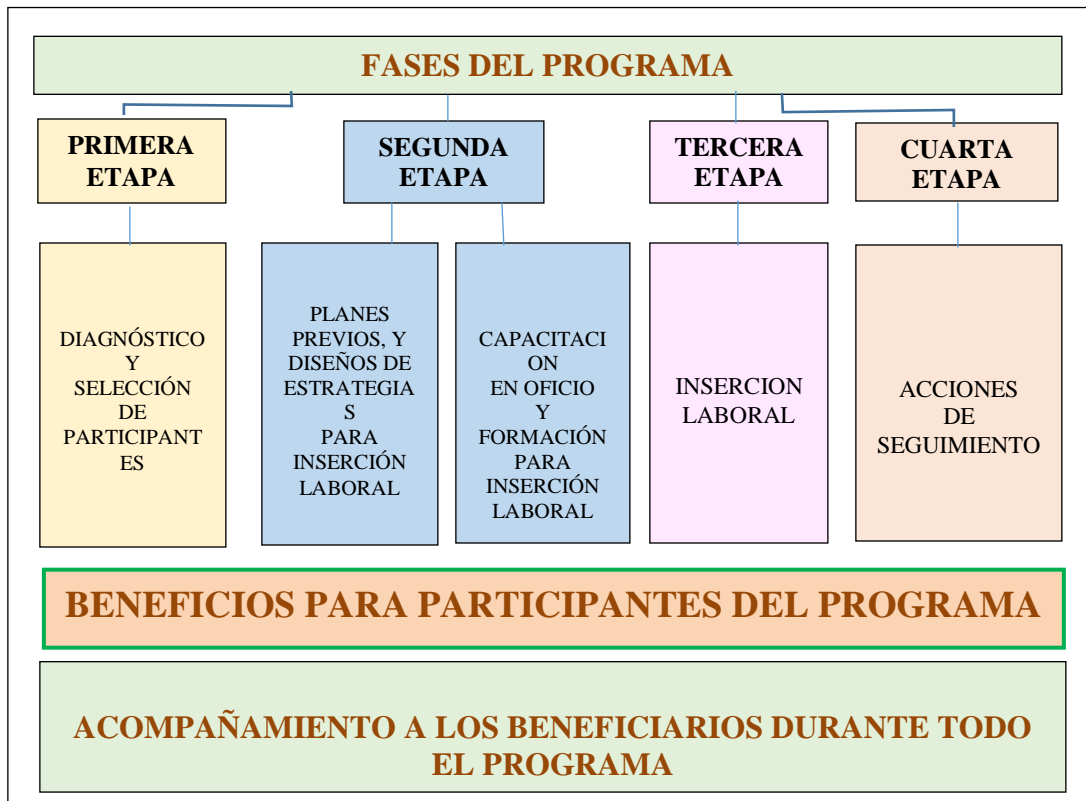 FASES DEL PROGRAMA
PRIMERA
ETAPA
SEGUNDA
ETAPA
TERCERA
ETAPA
CUARTA
ETAPA
DIAGNÓSTICO
Y
SELECCIÓN
DE
PARTICIPANT
ES
PLANES
PREVIOS, Y
DISEÑOS DE
ESTRATEGIA
S
PARA
INSERCIÓN
LABORAL
CAPACITACI
ON
EN OFICIO
Y
FORMACIÓN
PARA
INSERCIÓN
LABORAL
INSERCION
LABORAL
ACCIONES
DE
SEGUIMIENTO
BENEFICIOS PARA PARTICIPANTES DEL PROGRAMA
ACOMPAÑAMIENTO A LOS BENEFICIARIOS DURANTE TODO
EL PROGRAMA